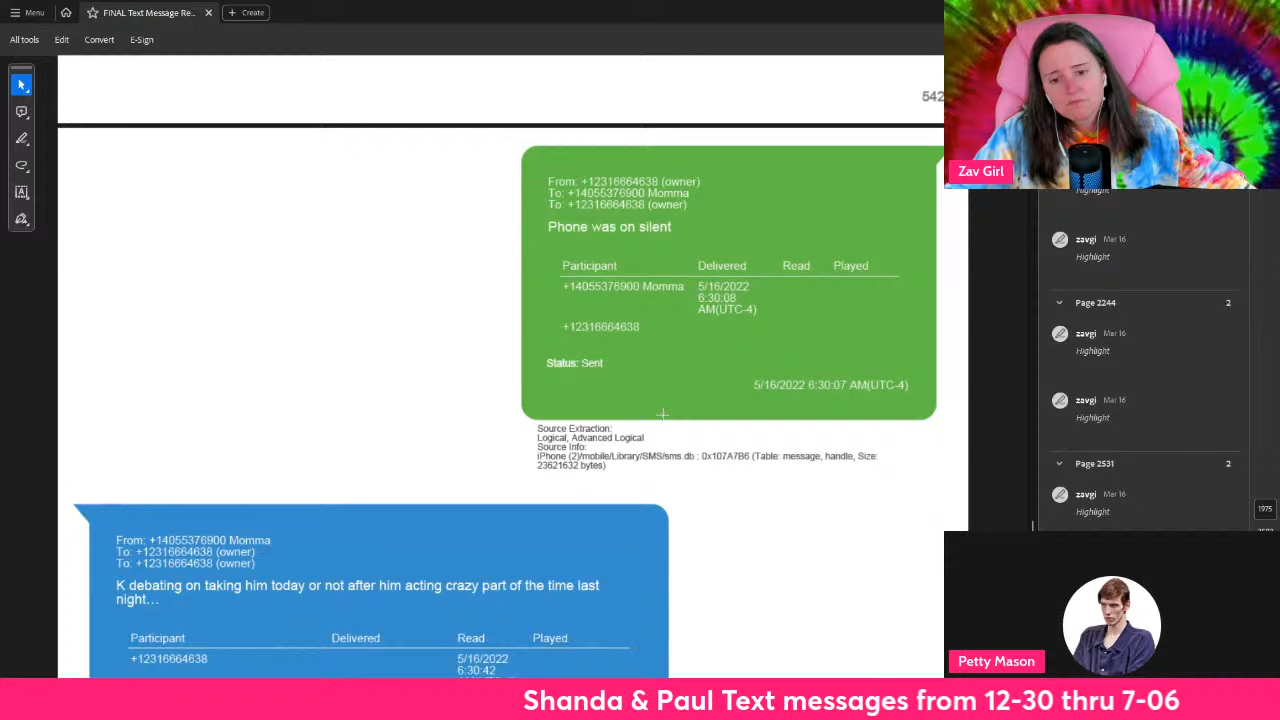 Menu
FINAL Text Message Re...
Create
All tools
Edit
Convert
E-Sign
542
From: +12316664638 (owner)
To: +14055376900 Momma
To: +12316664638 (owner)
Phone was on silent
Participant Delivered Read Played
+14055376900 Momma 5/16/2022
6:30:08
AM(UTC-4)
+12316664638
Status: Sent
5/16/2022 6:30:07 AM(UTC-4)
Source Extraction:
Logical, Advanced Logical
Source Info:
iPhone (2)/mobile/Library/SMS/sms.db : 0x107A7B6 (Table: message, handle, Size:
23621632 bytes)
From: +14055376900 Momma
To: +12316664638 (owner)
To: +12316664638 (owner)
K debating on taking him today or not after him acting crazy part of the time last
night…
Participant Delivered Read Played
+12316664638 5/16/2022
6:30:42
Zav Girl
Highlight
zavgi Mar 16
Highlight
Page 2244 2
zavgi Mar 16
Highlight
zavgi Mar 16
Highlight
Page 2531 2
zavgi Mar 16
Highlight
1975
Petty Mason
Shanda & Paul Text messages from 12-30 thru 7-06